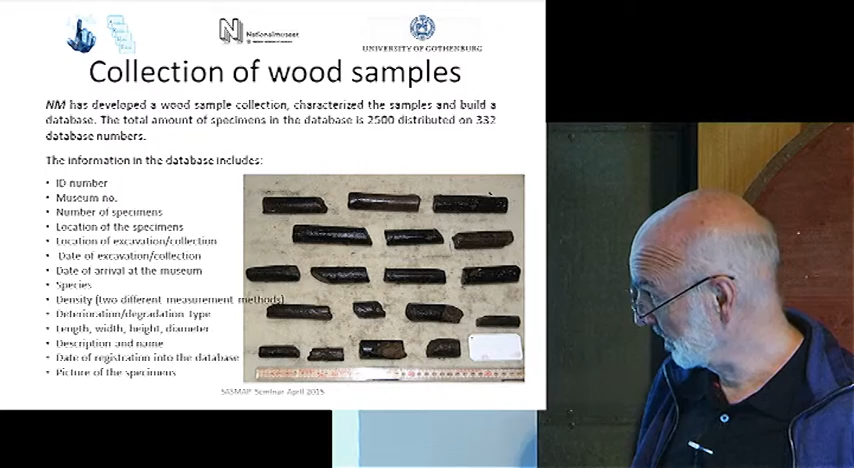 Nationalmuseet
UNIVERSITY OF GOTHENBURG
Collection of wood samples
NM has developed a wood sample collection, characterized the samples and build a
database. The total amount of specimens in the database is 2500 distributed on 332
database numbers.
The information in the database includes:
• ID number
• Museum no.
• Number of specimens
• Location of the specimens
• Location of excavation/collection
• Date of excavation/collection
• Date of arrival at the museum
• Species
• Density (two different measurement methods)
• Deterioration/degradation type
• Length, width, height, diameter
• Description and name
• Date of registration into the database
• Picture of the specimens
SASMAP Seminar April 2015